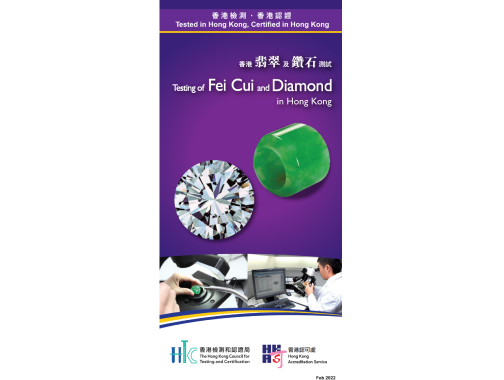 香港檢測·香港認證
Tested in Hong Kong, Certified in Hong Kong
香港 翡翠 及 鑽石 測試
Testing of Fei Cui and Diamond
in Hong Kong
香港檢測和認證局
The Hong Kong Council for
Testing and Certification
香港認可處
Hong Kong
Accreditation Service
Feb 2022